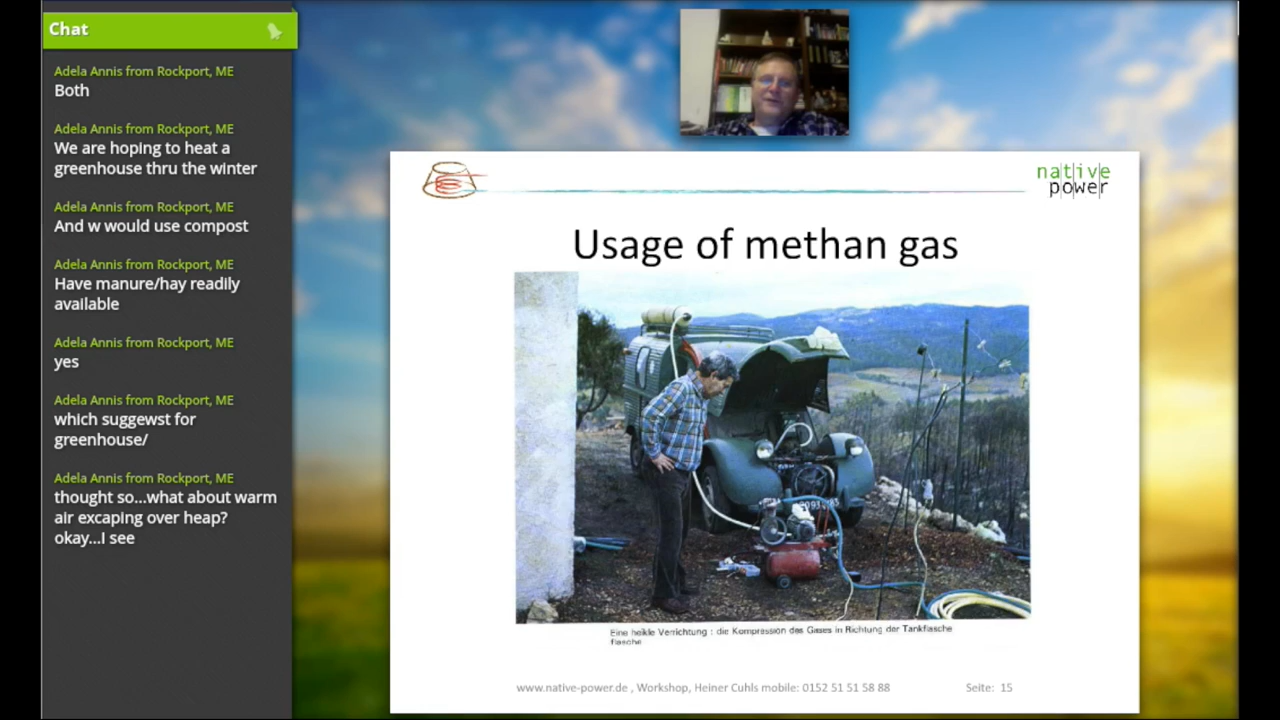 Chat
Adela Annis from Rockport, ME
Both
Adela Annis from Rockport, ME
We are hoping to heat a
greenhouse thru the winter
Adela Annis from Rockport, ME
And w would use compost
Adela Annis from Rockport, ME
Have manure/hay readily
available
Adela Annis from Rockport, ME
yes
Adela Annis from Rockport, ME
which suggewst for
greenhouse/
Adela Annis from Rockport, ME
thought so...what about warm
air excaping over heap?
okay...I see
native
power
Usage of methan gas
Eine heikle Verrichtung : die Kompression des Gases in Richtung der Tankflasche
flasche
www.native-power.de , Workshop, Heiner Cuhls mobile: 0152 51 51 58 88
Seite: 15